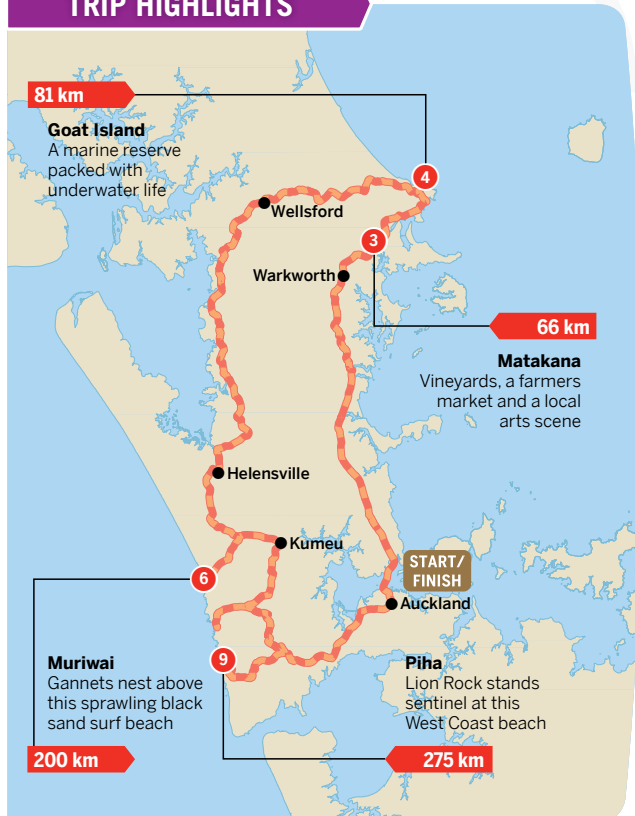 TRIP HIGHLIGHTS
81 km
Goat Island
A marine reserve
packed with
underwater life
4
Wellsford
3
Warkworth
66 km
Matakana
Vineyards, a farmers
market and a local
arts scene
Helensville
Kumeu
START/
FINISH
6
Auckland
9
Muriwai
Gannets nest above
this sprawling black
sand surf beach
200 km
Piha
Lion Rock stands
sentinel at this
West Coast beach
275 km